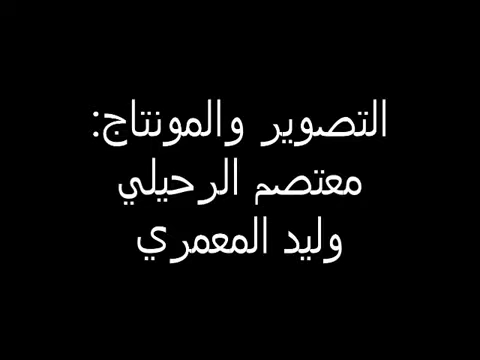 التصوير والمونتاج:
معتصم الرحيلي
وليد المعمري